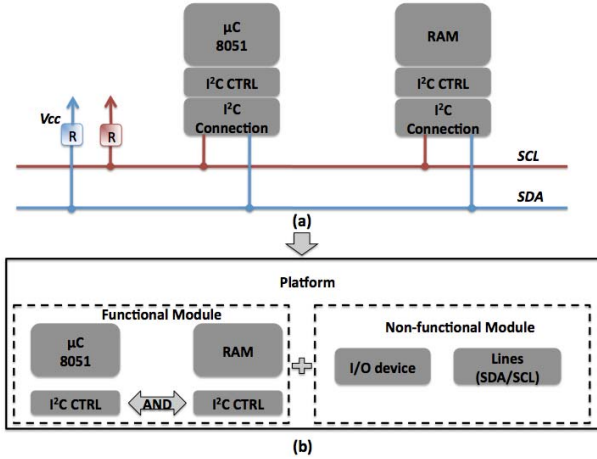 µC
8051
RAM
I²C CTRL
I²C CTRL
Vcc
I²C
Connection
I²C
Connection
R
R
SCL
SDA
(a)
Platform
Functional Module
Non-functional Module
µC
8051
RAM
I/O device
Lines
(SDA/SCL)
I²C CTRL
AND
I²C CTRL
(b)